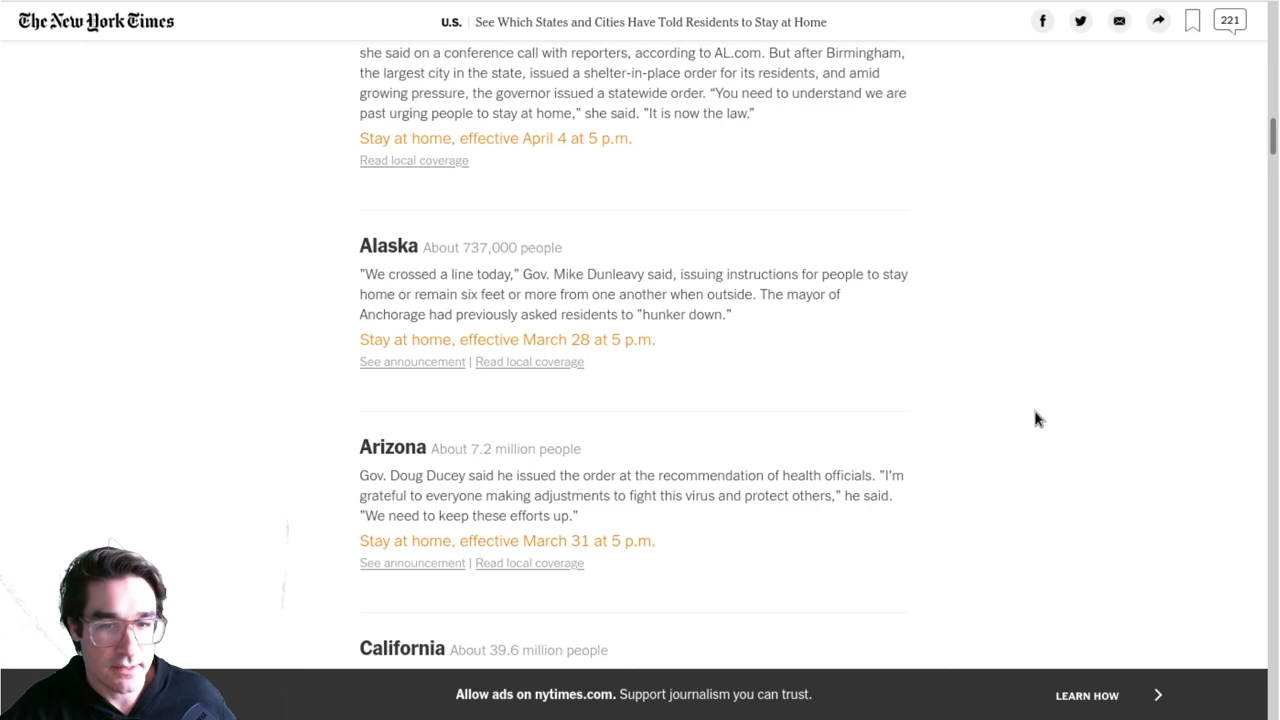 The New York Times
U.S. | See Which States and Cities Have Told Residents to Stay at Home
221
she said on a conference call with reporters, according to AL.com. But after Birmingham,
the largest city in the state, issued a shelter-in-place order for its residents, and amid
growing pressure, the governor issued a statewide order. “You need to understand we are
past urging people to stay at home,” she said. "It is now the law.”
Stay at home, effective April 4 at 5 p.m.
Read local coverage
Alaska About 737,000 people
"We crossed a line today,” Gov. Mike Dunleavy said, issuing instructions for people to stay
home or remain six feet or more from one another when outside. The mayor of
Anchorage had previously asked residents to "hunker down."
Stay at home, effective March 28 at 5 p.m.
See announcement | Read local coverage
Arizona About 7.2 million people
Gov. Doug Ducey said he issued the order at the recommendation of health officials. "I’m
grateful to everyone making adjustments to fight this virus and protect others,” he said.
"We need to keep these efforts up."
Stay at home, effective March 31 at 5 p.m.
See announcement | Read local coverage
California About 39.6 million people
Allow ads on nytimes.com. Support journalism you can trust.
LEARN HOW